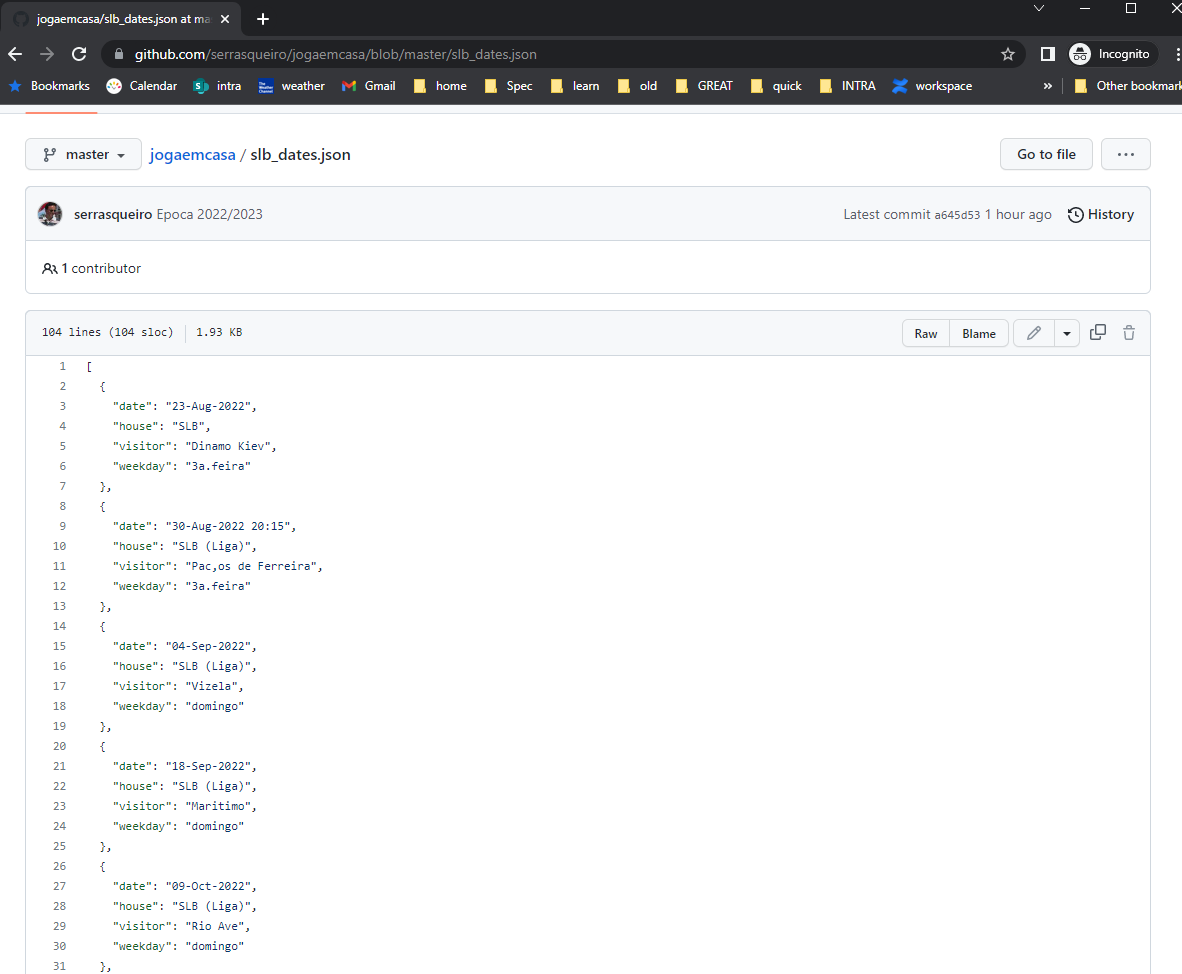 jogaemcasa/slb_dates.json at ma
github.com/serrasqueiro/jogaemcasa/blob/master/slb_dates.json
Incognito
Bookmarks Calendar intra weather Gmail home Spec learn old GREAT quick INTRA workspace » Other bookmark
master jogaemcasa / slb_dates.json Go to file ...
serrasqueiro Epoca 2022/2023 Latest commit a645d53 1 hour ago History
1 contributor
104 lines (104 sloc) 1.93 KB Raw Blame
1 [
2 {
3 "date": "23-Aug-2022",
4 "house": "SLB",
5 "visitor": "Dinamo Kiev",
6 "weekday": "3a.feira"
7 },
8 {
9 "date": "30-Aug-2022 20:15",
10 "house": "SLB (Liga)",
11 "visitor": "Pac,os de Ferreira",
12 "weekday": "3a.feira"
13 },
14 {
15 "date": "04-Sep-2022",
16 "house": "SLB (Liga)",
17 "visitor": "Vizela",
18 "weekday": "domingo"
19 },
20 {
21 "date": "18-Sep-2022",
22 "house": "SLB (Liga)",
23 "visitor": "Maritimo",
24 "weekday": "domingo"
25 },
26 {
27 "date": "09-Oct-2022",
28 "house": "SLB (Liga)",
29 "visitor": "Rio Ave",
30 "weekday": "domingo"
31 },